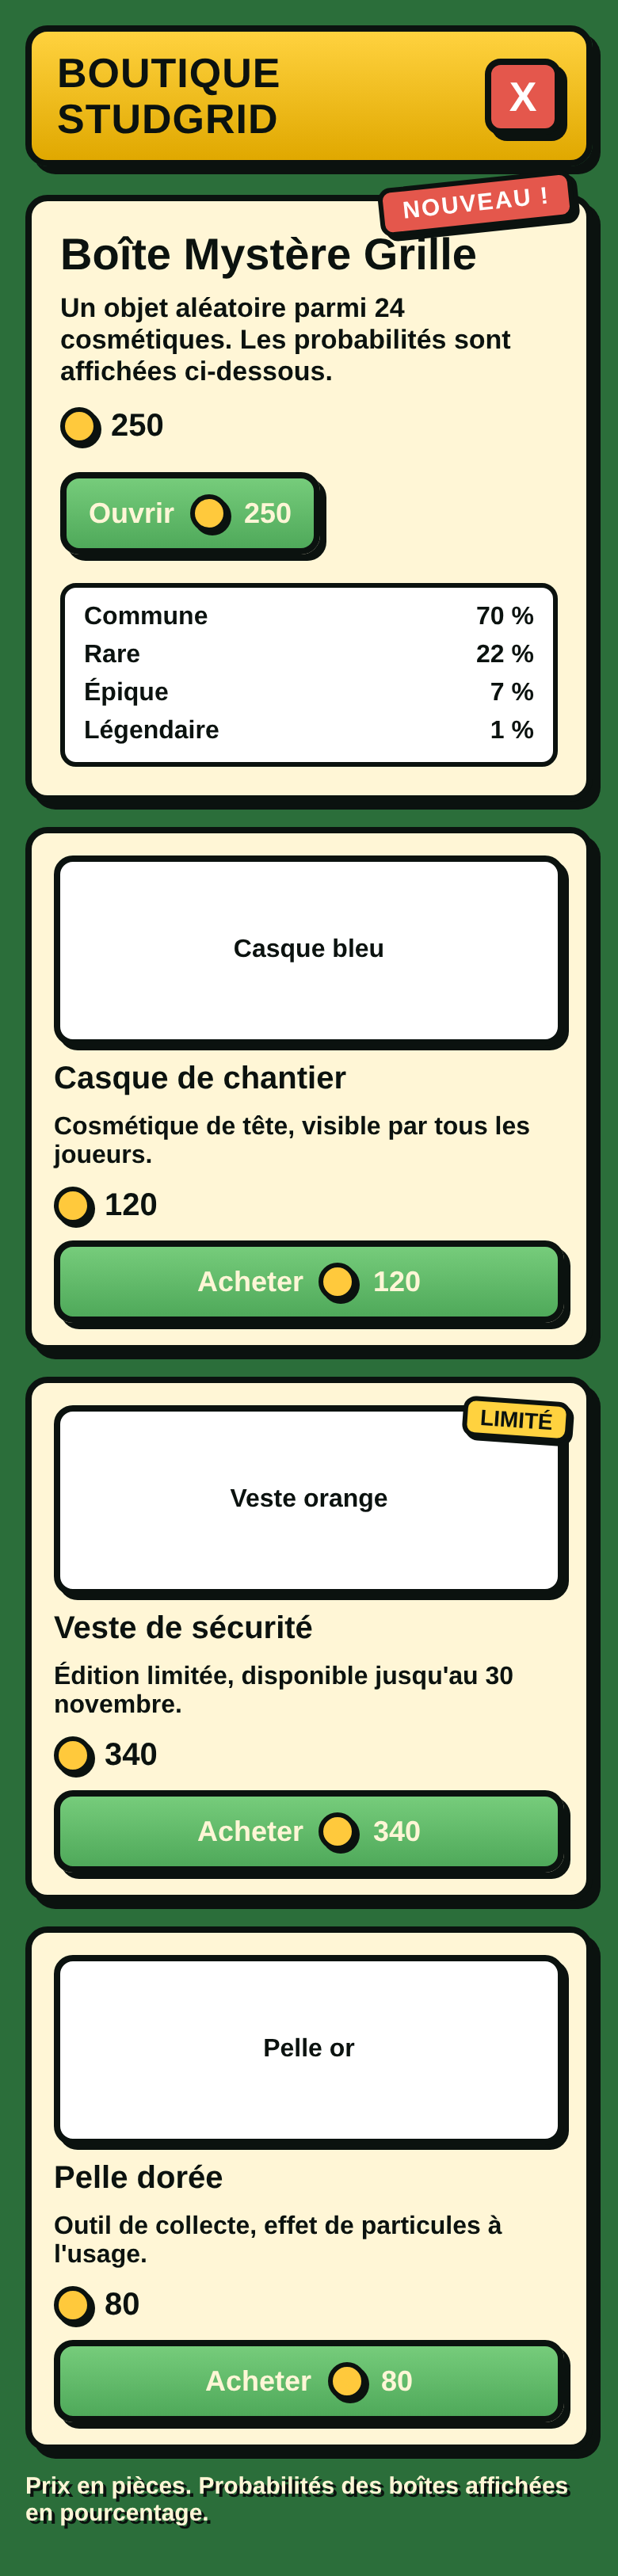 BOUTIQUE
STUDGRID
X
NOUVEAU !
Boîte Mystère Grille
Un objet aléatoire parmi 24
cosmétiques. Les probabilités sont
affichées ci-dessous.
250
Ouvrir 250
Commune 70 %
Rare 22 %
Épique 7 %
Légendaire 1 %
Casque bleu
Casque de chantier
Cosmétique de tête, visible par tous les
joueurs.
120
Acheter 120
LIMITÉ
Veste orange
Veste de sécurité
Édition limitée, disponible jusqu'au 30
novembre.
340
Acheter 340
Pelle or
Pelle dorée
Outil de collecte, effet de particules à
l'usage.
80
Acheter 80
Prix en pièces. Probabilités des boîtes affichées
en pourcentage.